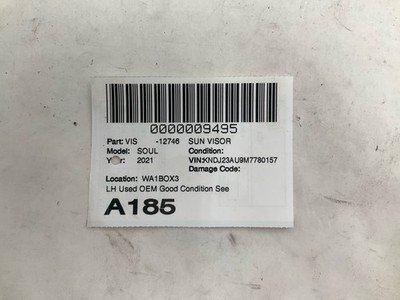 0000009495
Part: VIS -12746 SUN VISOR
Model: SOUL Condition:
Year: 2021 VIN:KNDJ23AU9M7780157
Damage Code:
Location: WA1BOX3
LH Used OEM Good Condition See
A185